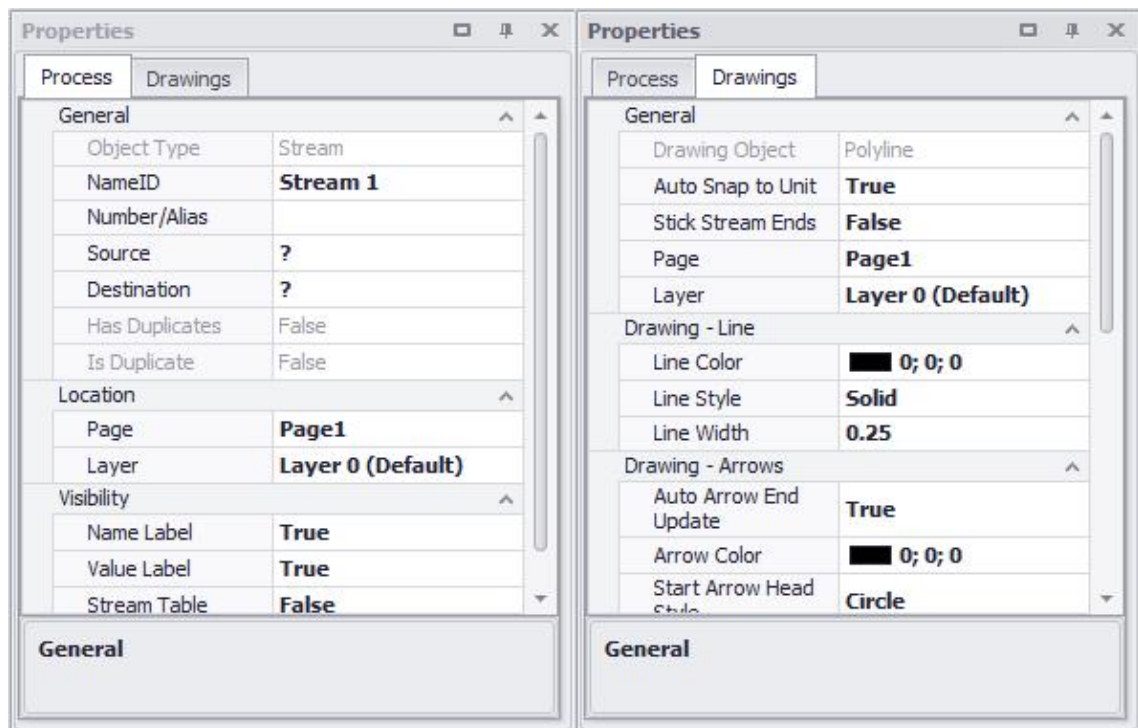 Properties
Process Drawings
General
Object Type Stream
NameID Stream 1
Number/Alias
Source ?
Destination ?
Has Duplicates False
Is Duplicate False
Location
Page Page1
Layer Layer 0 (Default)
Visibility
Name Label True
Value Label True
Stream Table False
General
Properties
Process Drawings
General
Drawing Object Polyline
Auto Snap to Unit True
Stick Stream Ends False
Page Page1
Layer Layer 0 (Default)
Drawing - Line
Line Color 0; 0; 0
Line Style Solid
Line Width 0.25
Drawing - Arrows
Auto Arrow End
Update True
Arrow Color 0; 0; 0
Start Arrow Head
Style Circle
General